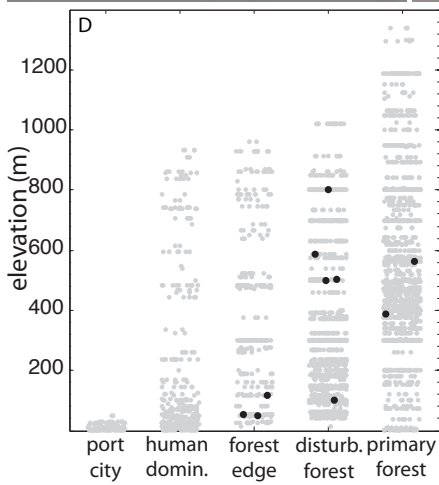 D
elevation (m)
1200
1000
800
600
400
200
port city
human domin.
forest edge
disturb. forest
primary forest